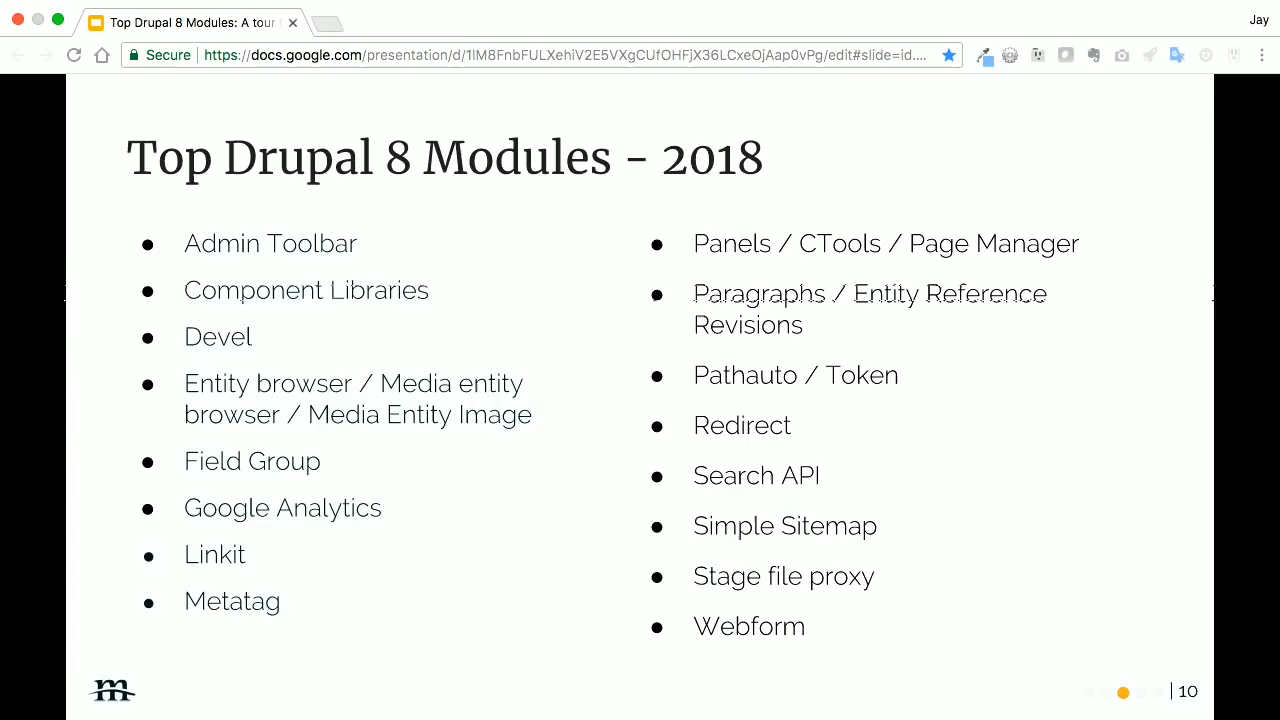 Top Drupal 8 Modules: A tour
Jay
Secure
https://docs.google.com/presentation/d/1IM8FnbFULXehiV2E5VXgCUfOHFjX36LCxeOjAap0vPg/edit#slide=id....
Top Drupal 8 Modules - 2018
● Admin Toolbar
● Component Libraries
● Devel
● Entity browser / Media entity
browser / Media Entity Image
● Field Group
● Google Analytics
● Linkit
● Metatag
● Panels / CTools / Page Manager
● Paragraphs / Entity Reference
Revisions
● Pathauto / Token
● Redirect
● Search API
● Simple Sitemap
● Stage file proxy
● Webform
m
| 10